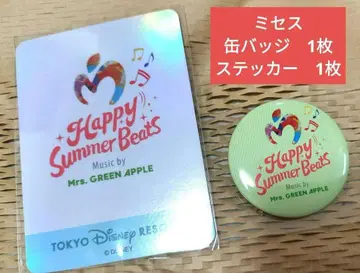 ミセス
缶バッジ 1枚
ステッカー 1枚
Happy
Summer Beats
Music by
Mrs. GREEN APPLE
TOKYO Disney RESO
©DISNEY
Happy
Summer Beats
Music by
Mrs. GREEN APPLE